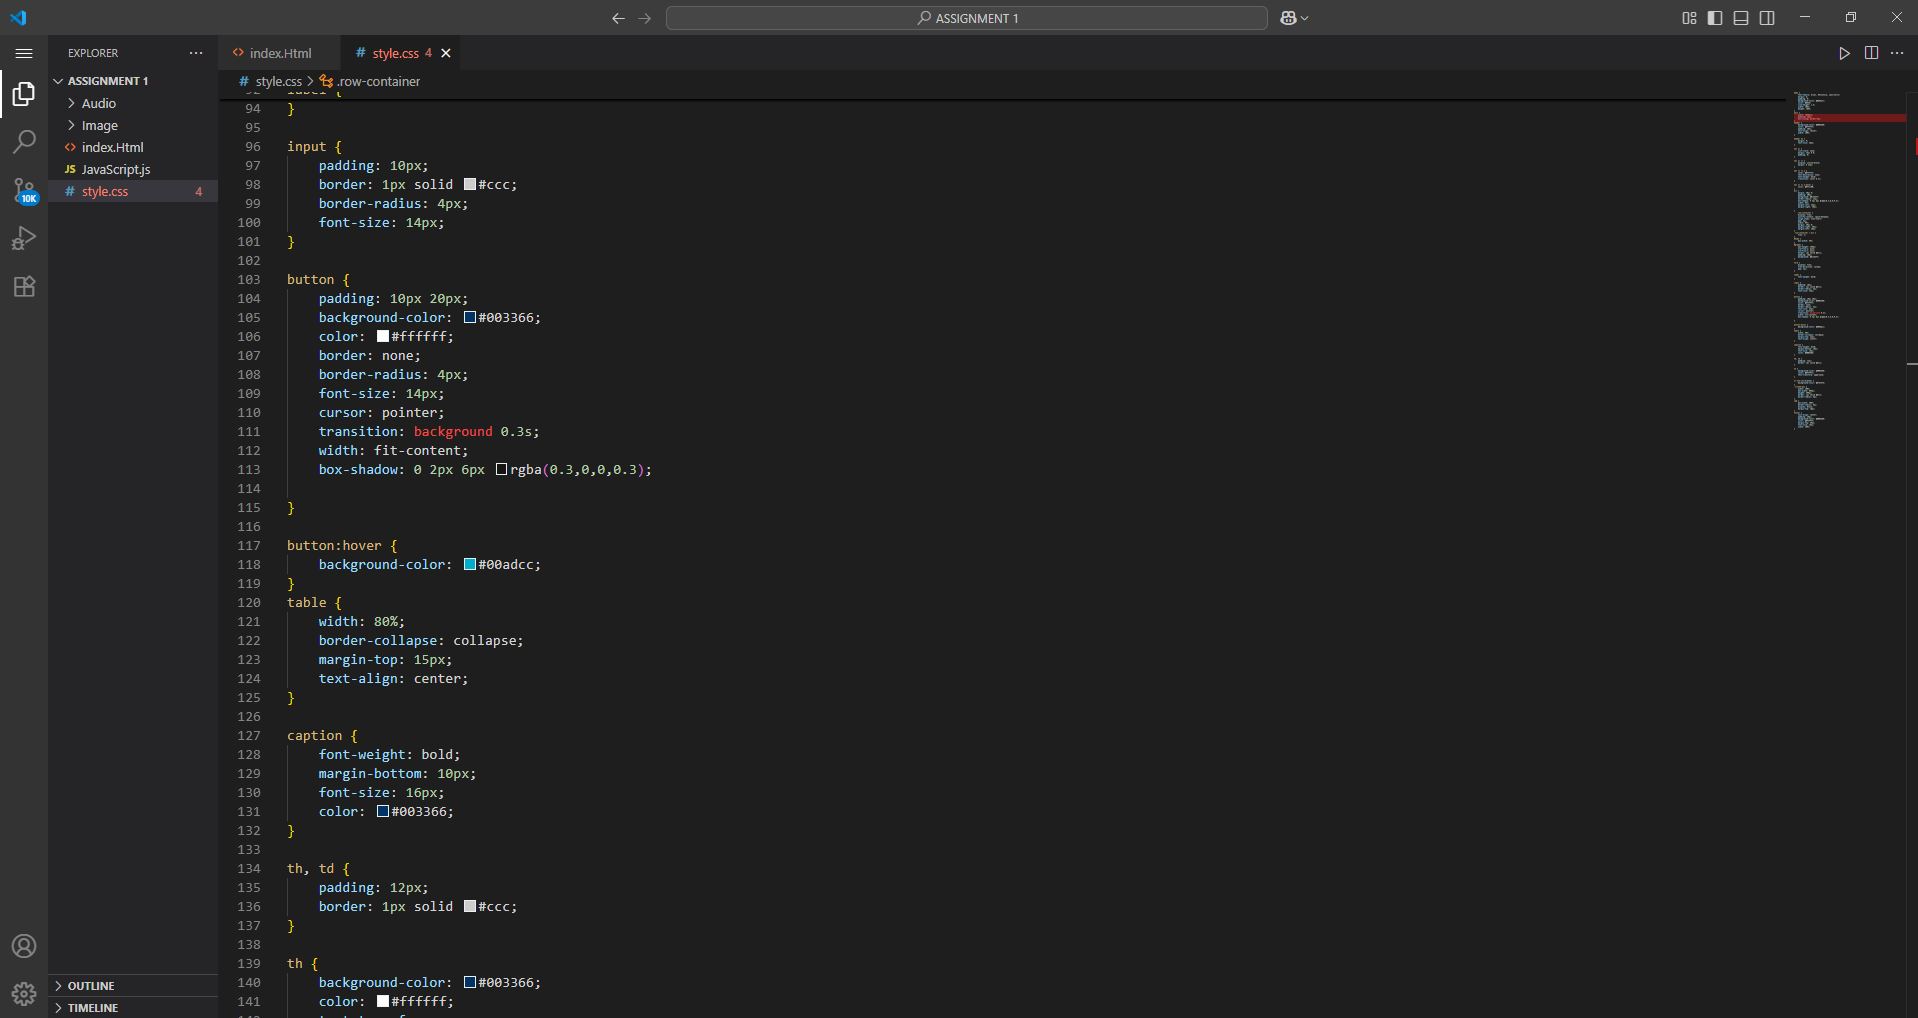 ASSIGNMENT 1
EXPLORER
ASSIGNMENT 1
Audio
Image
index.Html
JS JavaScript.js
# style.css 4
10K
OUTLINE
TIMELINE
index.Html
# style.css 4
# style.css > .row-container
94 }
95
96 input {
97 padding: 10px;
98 border: 1px solid #ccc;
99 border-radius: 4px;
100 font-size: 14px;
101 }
102
103 button {
104 padding: 10px 20px;
105 background-color: #003366;
106 color: #ffffff;
107 border: none;
108 border-radius: 4px;
109 font-size: 14px;
110 cursor: pointer;
111 transition: background 0.3s;
112 width: fit-content;
113 box-shadow: 0 2px 6px rgba(0.3,0,0,0.3);
114
115 }
116
117 button:hover {
118 background-color: #00adcc;
119 }
120 table {
121 width: 80%;
122 border-collapse: collapse;
123 margin-top: 15px;
124 text-align: center;
125 }
126
127 caption {
128 font-weight: bold;
129 margin-bottom: 10px;
130 font-size: 16px;
131 color: #003366;
132 }
133
134 th, td {
135 padding: 12px;
136 border: 1px solid #ccc;
137 }
138
139 th {
140 background-color: #003366;
141 color: #ffffff;